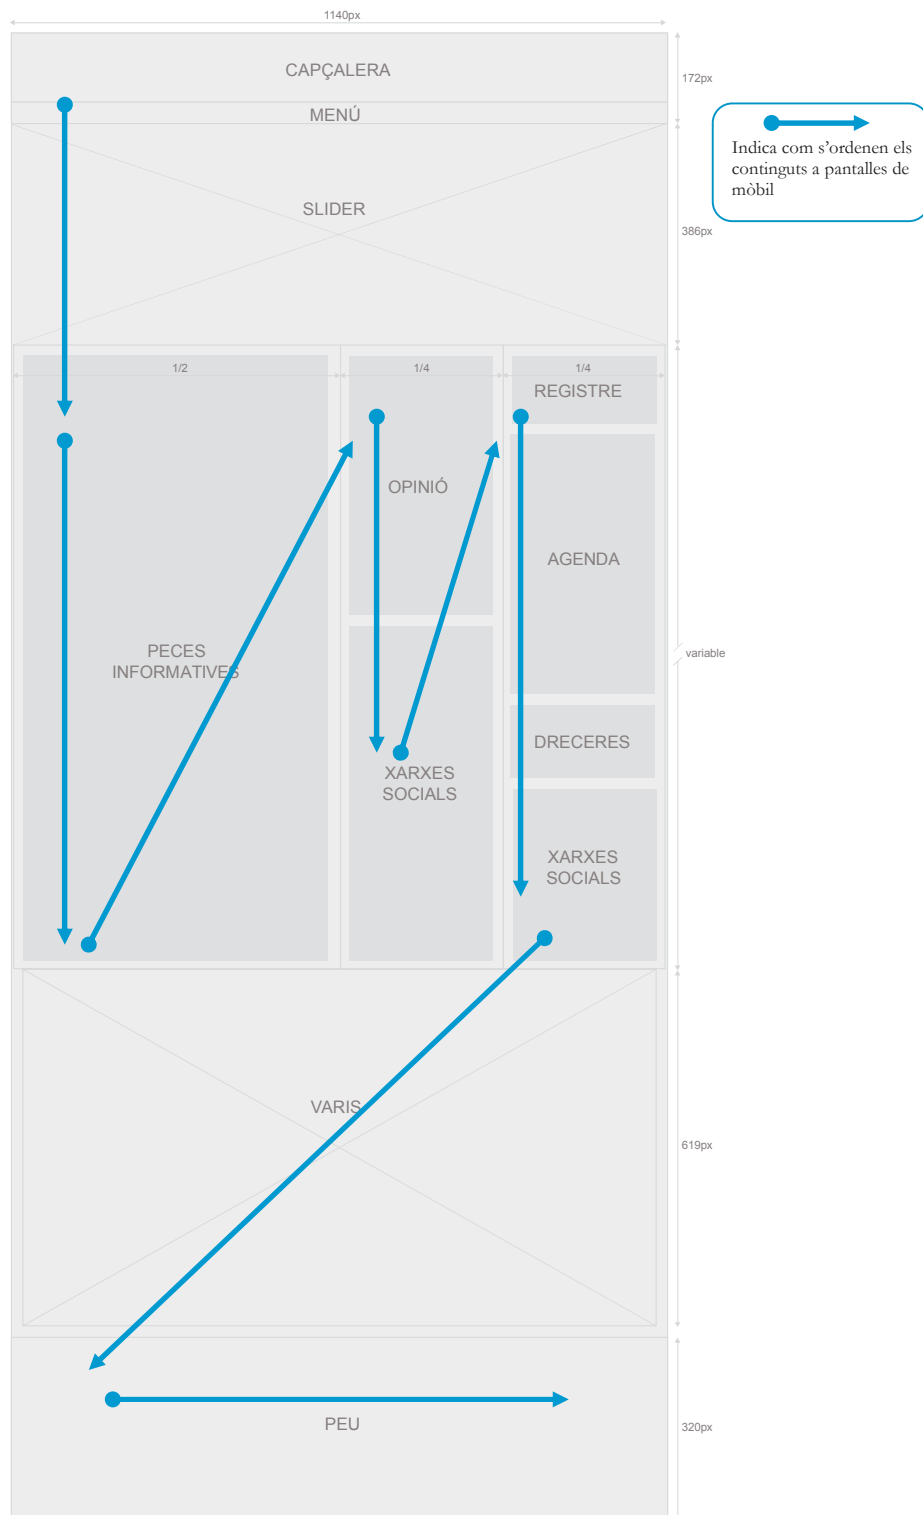 1140px
CAPÇALERA
172px
MENÚ
Indica com s’ordenen els
continguts a pantalles de
mòbil
SLIDER
386px
1/2
1/4
1/4
REGISTRE
OPINIÓ
AGENDA
PECES
INFORMATIVES
variable
DRECERES
XARXES
SOCIALS
XARXES
SOCIALS
VARIS
619px
PEU
320px